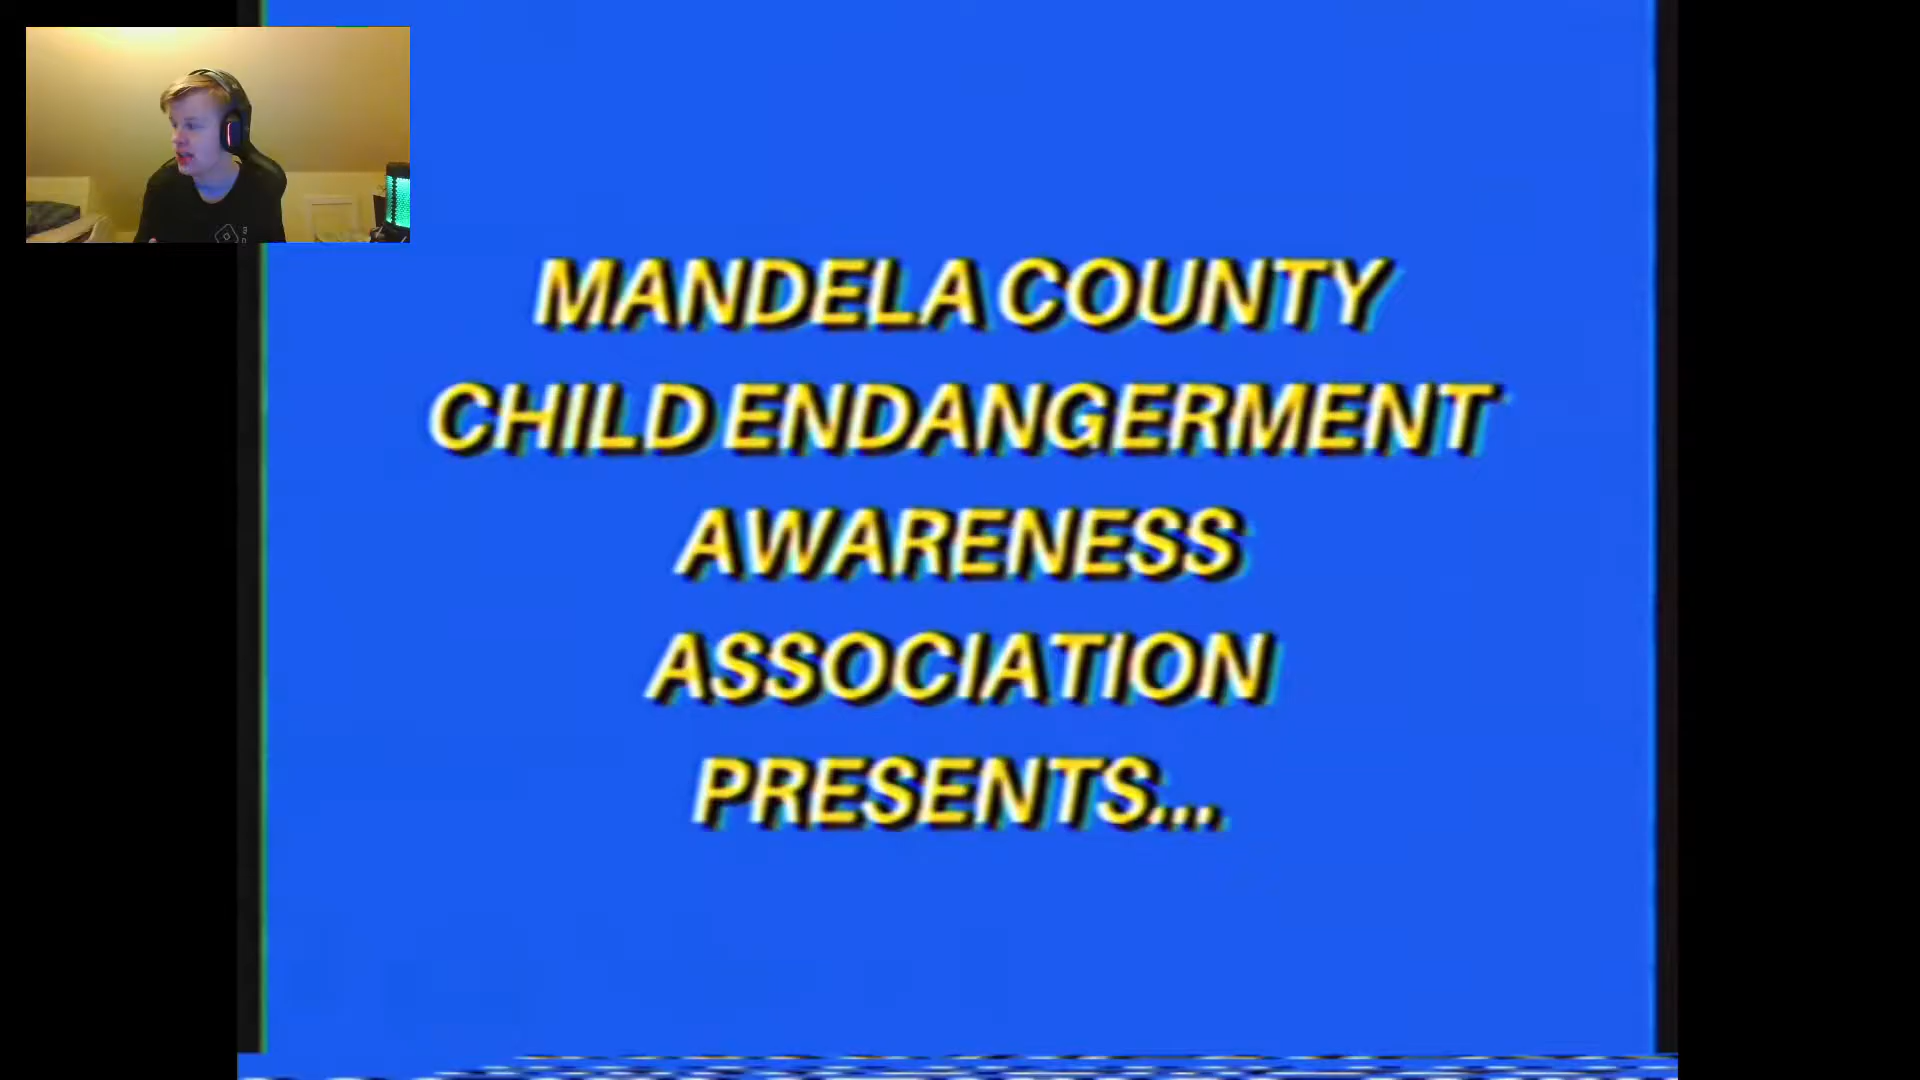 MANDELA COUNTY
CHILD ENDANGERMENT
AWARENESS
ASSOCIATION
PRESENTS...